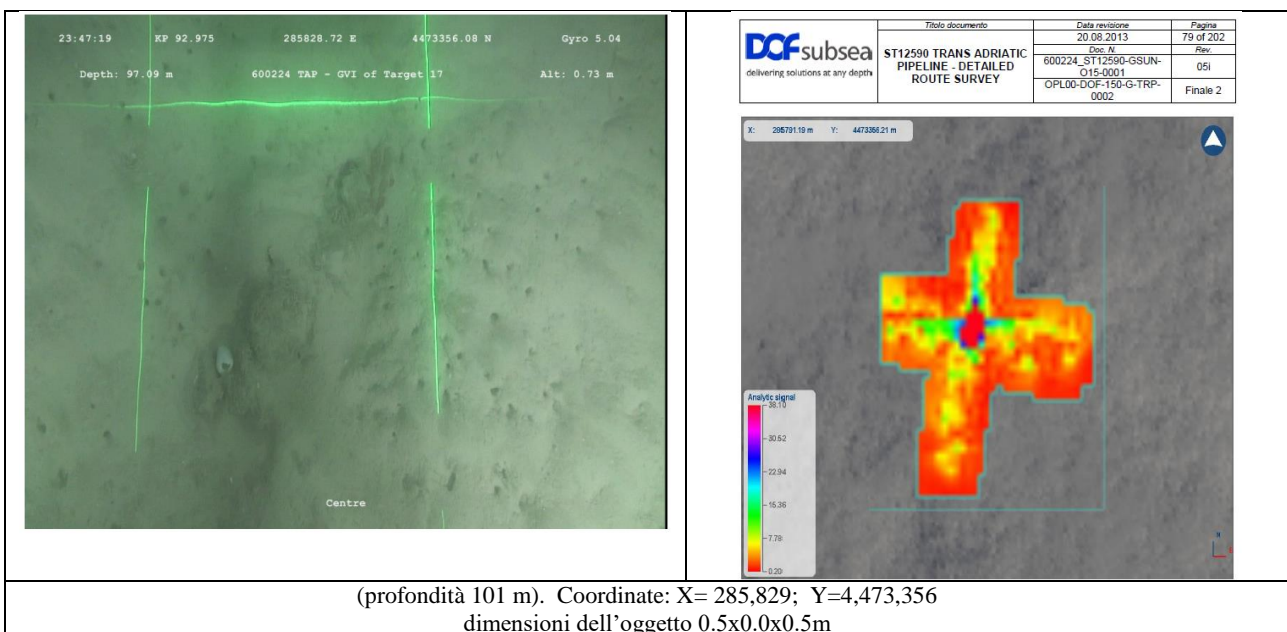 23:47:19 KP 92.975 285828.72 E 4473356.08 N Gyro 5.04
Depth: 97.09 m 600224 TAP - GVI of Target 17 Alt: 0.73 m
Centre
DOF subsea
delivering solutions at any depth
Titolo documento
ST12590 TRANS ADRIATIC
PIPELINE - DETAILED
ROUTE SURVEY
Data revisione
20.08.2013
Doc. N.
600224_ST12590-GSUN-
O15-0001
OPL00-DOF-150-G-TRP-
0002
Pagina
79 of 202
Rev.
05i
Finale 2
X: 285791.19 m Y: 4473356.21 m
Analytic signal
38.10
30.52
22.94
15.36
7.78
0.20
(profondità 101 m). Coordinate: X= 285,829; Y=4,473,356
dimensioni dell'oggetto 0.5x0.0x0.5m